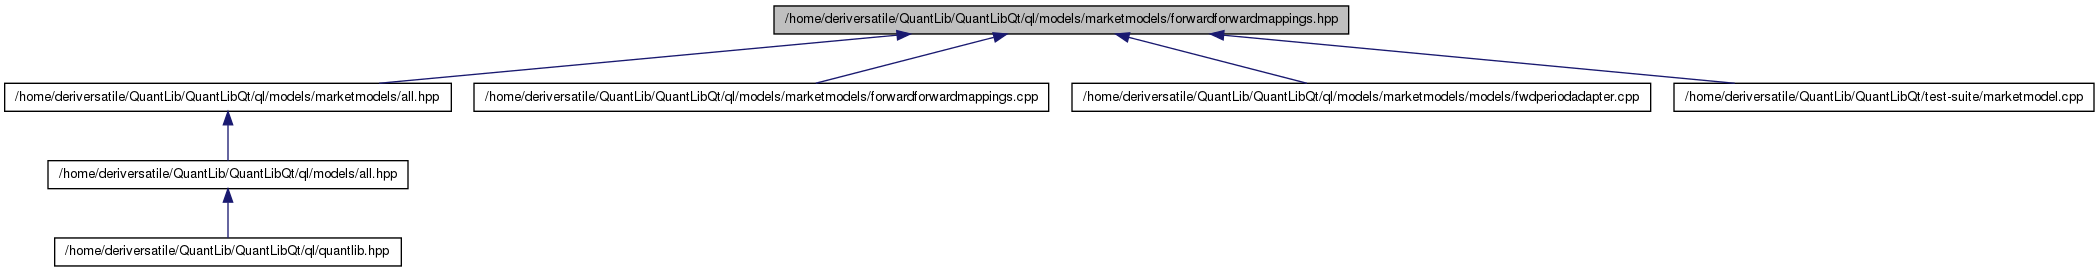 /home/deriversatile/QuantLib/QuantLibQt/ql/models/marketmodels/forwardforwardmappings.hpp
/home/deriversatile/QuantLib/QuantLibQt/ql/models/marketmodels/all.hpp
/home/deriversatile/QuantLib/QuantLibQt/ql/models/marketmodels/forwardforwardmappings.cpp
/home/deriversatile/QuantLib/QuantLibQt/ql/models/marketmodels/models/fwdperiodadapter.cpp
/home/deriversatile/QuantLib/QuantLibQt/test-suite/marketmodel.cpp
/home/deriversatile/QuantLib/QuantLibQt/ql/models/all.hpp
/home/deriversatile/QuantLib/QuantLibQt/ql/quantlib.hpp